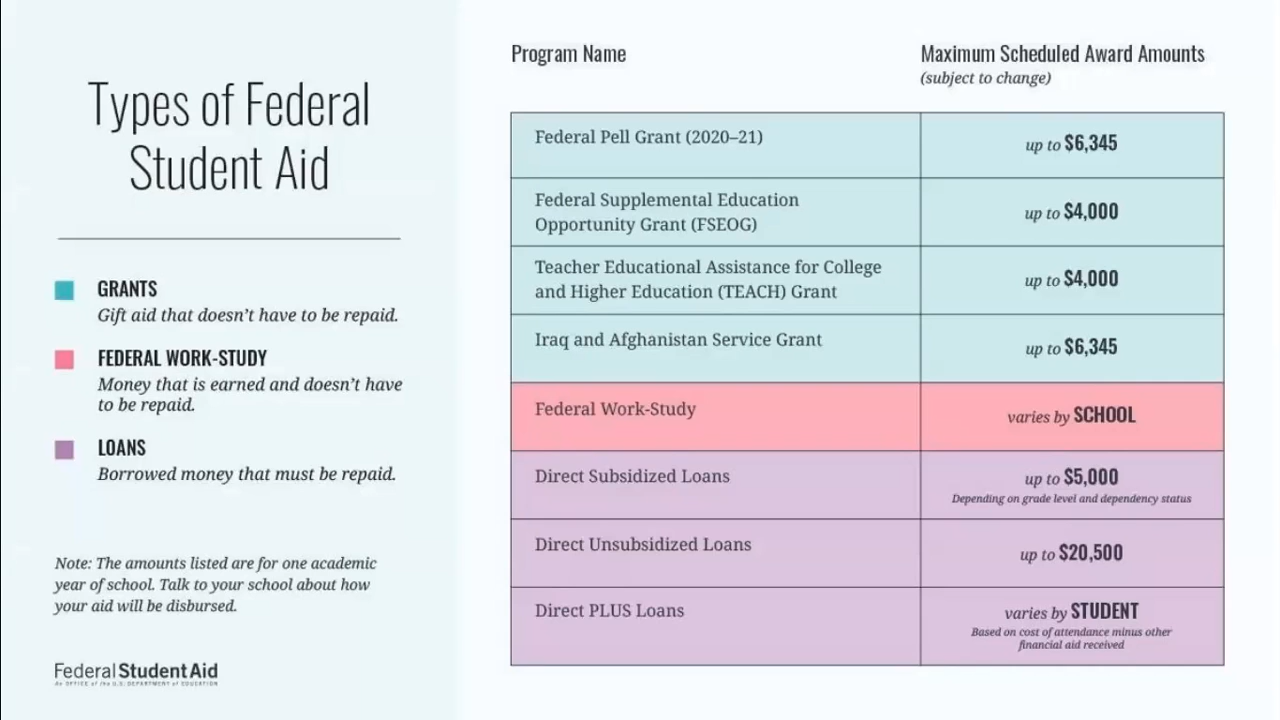 Types of Federal
Student Aid
GRANTS
Gift aid that doesn't have to be repaid.
FEDERAL WORK-STUDY
Money that is earned and doesn't have
to be repaid.
LOANS
Borrowed money that must be repaid.
Note: The amounts listed are for one academic
year of school. Talk to your school about how
your aid will be disbursed.
Federal Student Aid
An OFFICE of the U.S. DEPARTMENT of EDUCATION
Program Name
Maximum Scheduled Award Amounts
(subject to change)
Federal Pell Grant (2020–21)
up to $6,345
Federal Supplemental Education
Opportunity Grant (FSEOG)
up to $4,000
Teacher Educational Assistance for College
and Higher Education (TEACH) Grant
up to $4,000
Iraq and Afghanistan Service Grant
up to $6,345
Federal Work-Study
varies by SCHOOL
Direct Subsidized Loans
up to $5,000
Depending on grade level and dependency status
Direct Unsubsidized Loans
up to $20,500
Direct PLUS Loans
varies by STUDENT
Based on cost of attendance minus other
financial aid received